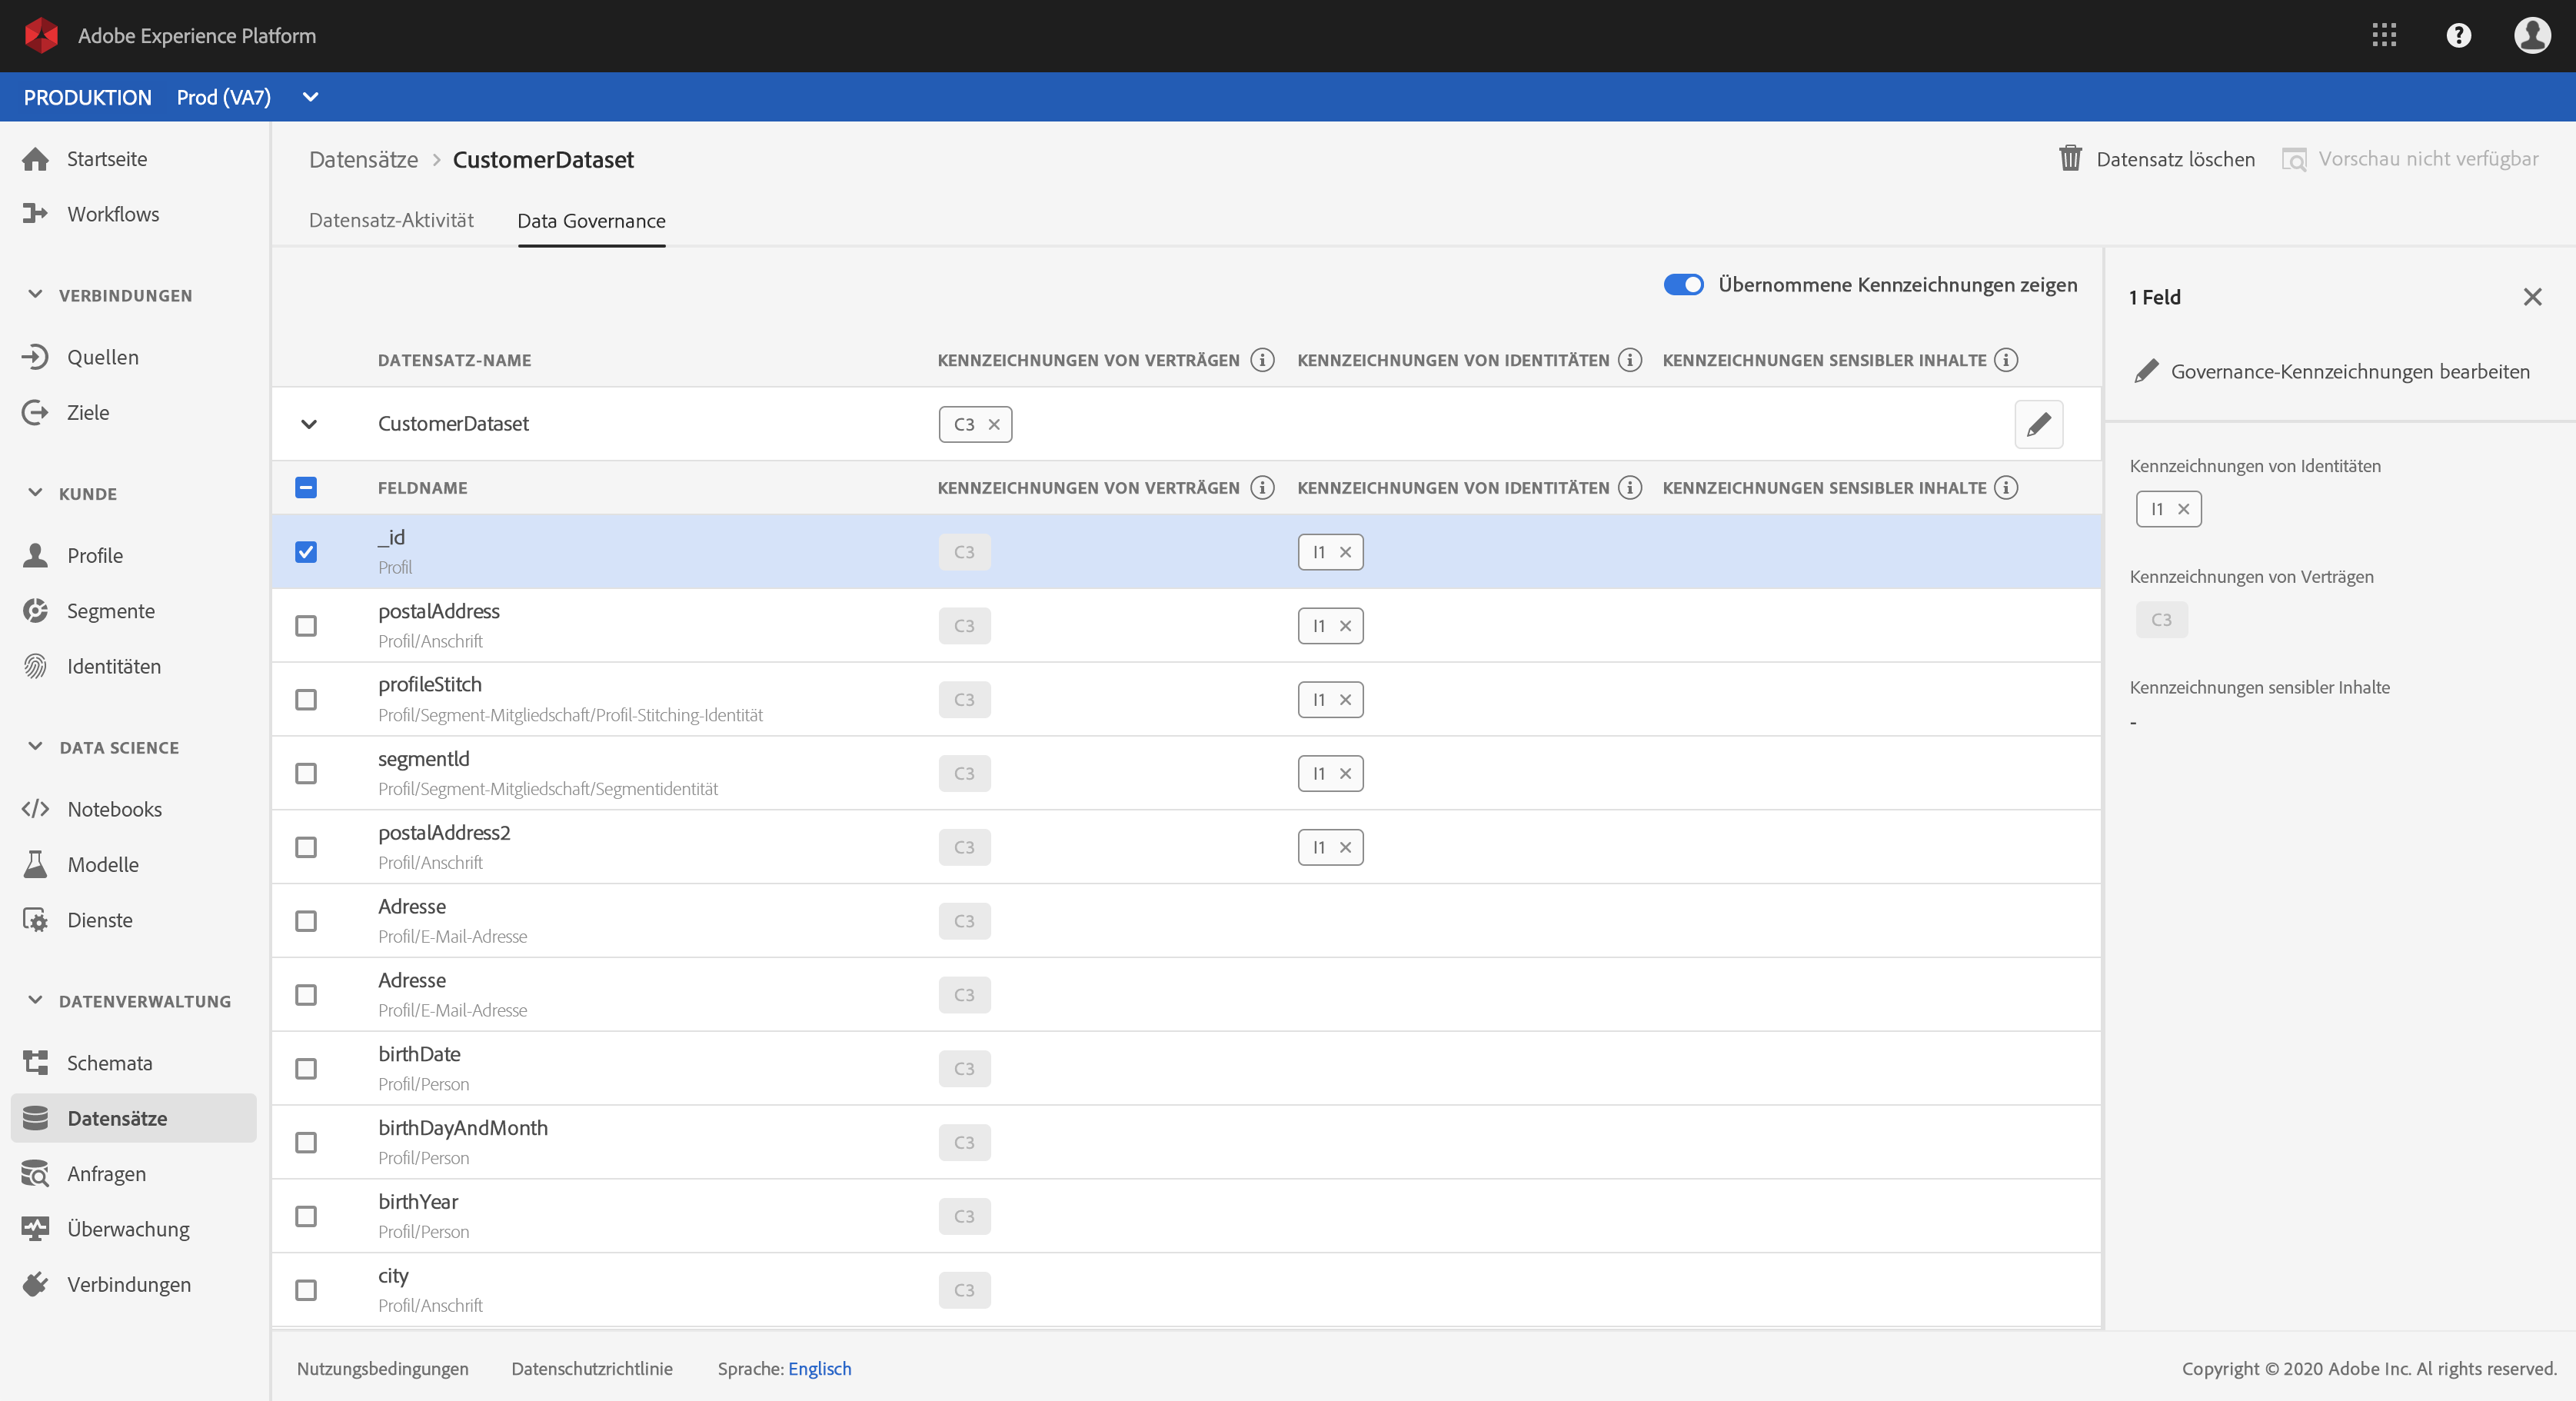 Adobe Experience Platform
PRODUKTION Prod (VA7)
Startseite
Workflows
VERBINDUNGEN
Quellen
Ziele
KUNDE
Profile
Segmente
Identitäten
DATA SCIENCE
Notebooks
Modelle
Dienste
DATENVERWALTUNG
Schemata
Datensätze
Anfragen
Überwachung
Verbindungen
Datensätze > CustomerDataset
Datensatz löschen
Vorschau nicht verfügbar
Datensatz-Aktivität Data Governance
Übernommene Kennzeichnungen zeigen
DATENSATZ-NAME KENNZEICHNUNGEN VON VERTRÄGEN KENNZEICHNUNGEN VON IDENTITÄTEN KENNZEICHNUNGEN SENSIBLER INHALTE
CustomerDataset C3
FELDNAME KENNZEICHNUNGEN VON VERTRÄGEN KENNZEICHNUNGEN VON IDENTITÄTEN KENNZEICHNUNGEN SENSIBLER INHALTE
_id C3 I1
Profil
postalAddress C3 I1
Profil/Anschrift
profileStitch C3 I1
Profil/Segment-Mitgliedschaft/Profil-Stitching-Identität
segmentId C3 I1
Profil/Segment-Mitgliedschaft/Segmentidentität
postalAddress2 C3 I1
Profil/Anschrift
Adresse C3
Profil/E-Mail-Adresse
Adresse C3
Profil/E-Mail-Adresse
birthDate C3
Profil/Person
birthDayAndMonth C3
Profil/Person
birthYear C3
Profil/Person
city C3
Profil/Anschrift
1 Feld
Governance-Kennzeichnungen bearbeiten
Kennzeichnungen von Identitäten
I1
Kennzeichnungen von Verträgen
C3
Kennzeichnungen sensibler Inhalte
-
Nutzungsbedingungen Datenschutzrichtlinie Sprache: Englisch
Copyright © 2020 Adobe Inc. Al rights reserved.